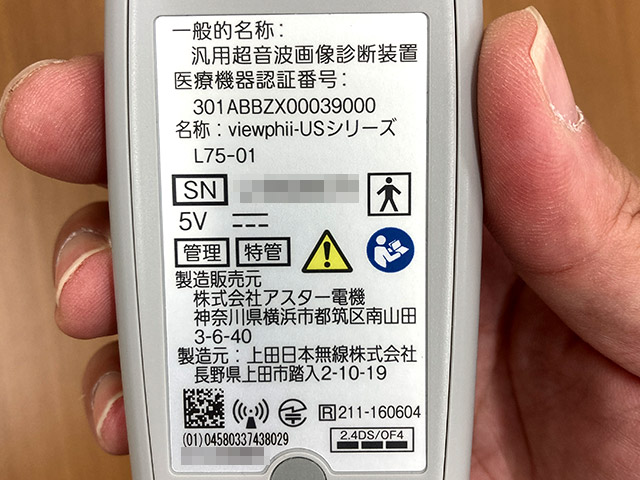 一般的名称：
汎用超音波画像診断装置
医療機器認証番号：
301ABBZX00039000
名称：viewphii-USシリーズ
L75-01
SN
5V
管理 特管
製造販売元
株式会社アスター電機
神奈川県横浜市都筑区南山田
3-6-40
製造元：上田日本無線株式会社
長野県上田市踏入2-10-19
R 211-160604
(01)04580337438029
2.4DS/OF4